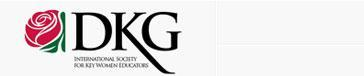 DKG
INTERNATIONAL SOCIETY
FOR KEY WOMEN EDUCATORS